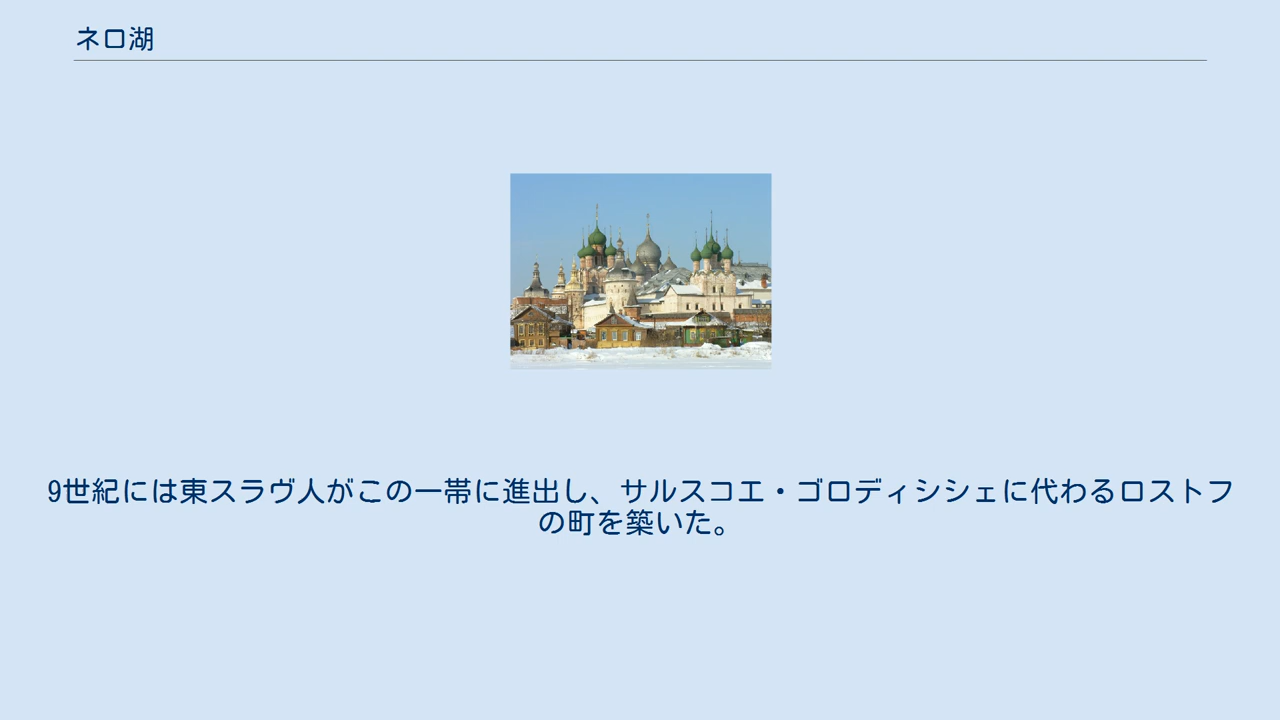 ネロ湖
9世紀には東スラヴ人がこの一帯に進出し、サルスコエ・ゴロディシシェに代わるロストフ
の町を築いた。